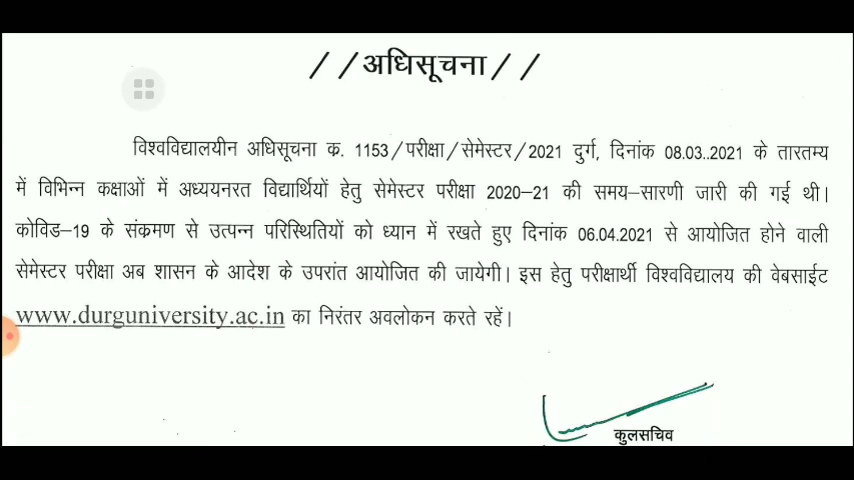 //अधिसूचना//
विश्वविद्यालयीन अधिसूचना क्र. 1153/परीक्षा/सेमेस्टर/2021 दुर्ग, दिनांक 08.03..2021 के तारतम्य
में विभिन्न कक्षाओं में अध्ययनरत विद्यार्थियों हेतु सेमेस्टर परीक्षा 2020-21 की समय-सारणी जारी की गई थी।
कोविड-19 के संक्रमण से उत्पन्न परिस्थितियों को ध्यान में रखते हुए दिनांक 06.04.2021 से आयोजित होने वाली
सेमेस्टर परीक्षा अब शासन के आदेश के उपरांत आयोजित की जायेगी। इस हेतु परीक्षार्थी विश्वविद्यालय की वेबसाईट
www.durguniversity.ac.in का निरंतर अवलोकन करते रहें।
कुलसचिव